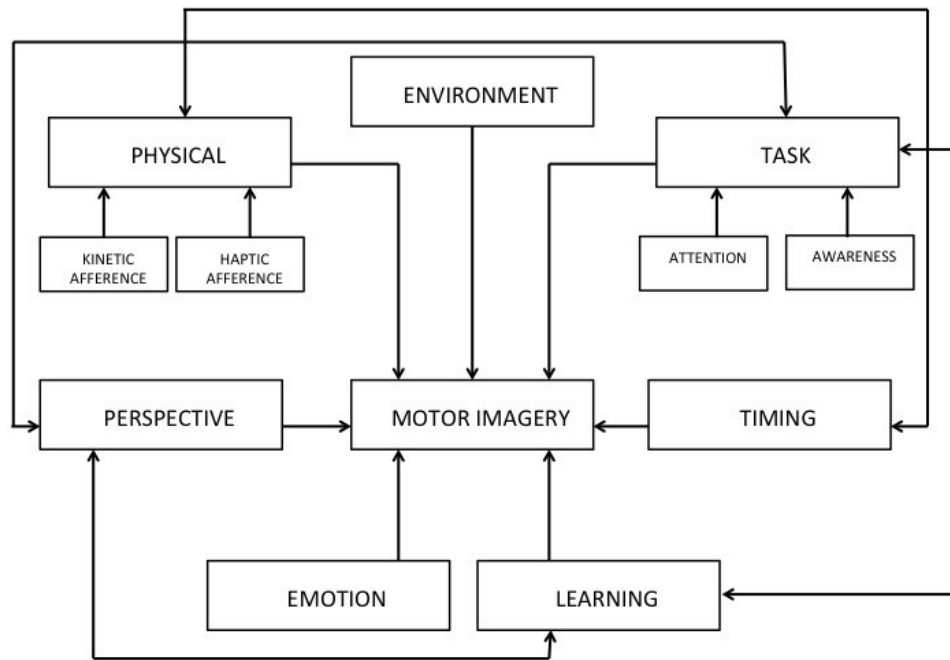 ENVIRONMENT
PHYSICAL
TASK
KINETIC
AFFERENCE
HAPTIC
AFFERENCE
ATTENTION
AWARENESS
PERSPECTIVE
MOTOR IMAGERY
TIMING
EMOTION
LEARNING